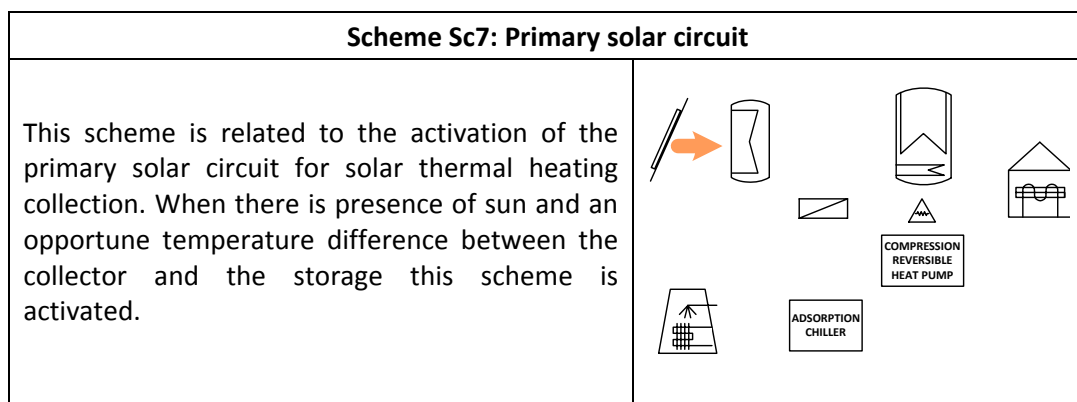 Scheme Sc7: Primary solar circuit
This scheme is related to the activation of the
primary solar circuit for solar thermal heating
collection. When there is presence of sun and an
opportune temperature difference between the
collector and the storage this scheme is
activated.
COMPRESSION
REVERSIBLE
HEAT PUMP
ADSORPTION
CHILLER